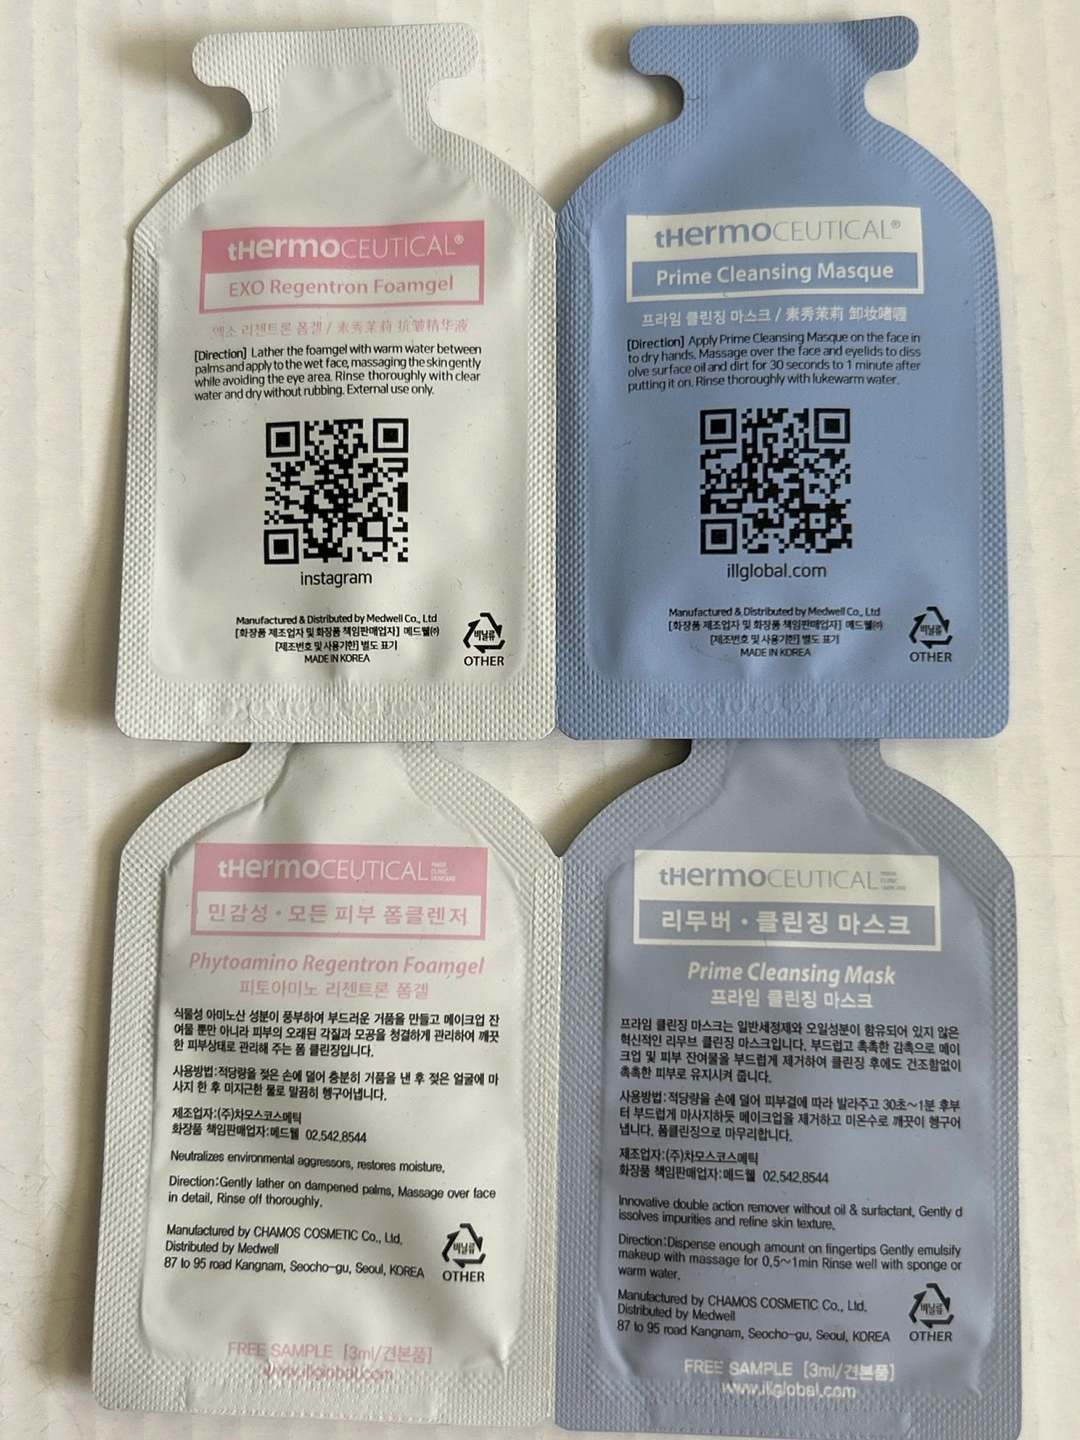 tHermoCEUTICAL®
EXO Regentron Foamgel
엑소 리젠트론 폼겔 / 素秀茉莉 抗皱精华液
[Direction] Lather the foamgel with warm water between
palms and apply to the wet face, massaging the skin gently
while avoiding the eye area. Rinse thoroughly with clear
water and dry without rubbing. External use only.
instagram
Manufactured & Distributed by Medwell Co., Ltd
[화장품 제조업자 및 화장품 책임판매업자] 메드웰㈜
[제조번호 및 사용기한] 별도 표기
MADE IN KOREA
비닐류
OTHER
tHermoCEUTICAL®
Prime Cleansing Masque
프라임 클린징 마스크 / 素秀茉莉 卸妆啫喱
[Direction] Apply Prime Cleansing Masque on the face in
to dry hands. Massage over the face and eyelids to diss
olve surface oil and dirt for 30 seconds to 1 minute after
putting it on. Rinse thoroughly with lukewarm water.
illglobal.com
Manufactured & Distributed by Medwell Co., Ltd
[화장품 제조업자 및 화장품 책임판매업자] 메드웰㈜
[제조번호 및 사용기한] 별도 표기
MADE IN KOREA
비닐류
OTHER
tHermoCEUTICAL
민감성 · 모든 피부 폼클렌저
Phytoamino Regentron Foamgel
피토아미노 리젠트론 폼겔
식물성 아미노산 성분이 풍부하여 부드러운 거품을 만들고 메이크업 잔
여물 뿐만 아니라 피부의 오래된 각질과 모공을 청결하게 관리하여 깨끗
한 피부상태로 관리해 주는 폼 클린징입니다.
사용방법:적당량을 젖은 손에 덜어 충분히 거품을 낸 후 젖은 얼굴에 마
사지 한 후 미지근한 물로 말끔히 헹구어냅니다.
제조업자:(주)차모스코스메틱
화장품 책임판매업자:메드웰 02.542.8544
Neutralizes environmental aggressors, restores moisture.
Direction:Gently lather on dampened palms, Massage over face
in detail, Rinse off thoroughly.
Manufactured by CHAMOS COSMETIC Co., Ltd.
Distributed by Medwell
87 to 95 road Kangnam, Seocho-gu, Seoul, KOREA
비닐류
OTHER
FREE SAMPLE [3ml/견본품]
www.illglobal.com
tHermoCEUTICAL
리무버 · 클린징 마스크
Prime Cleansing Mask
프라임 클린징 마스크
프라임 클린징 마스크는 일반세정제와 오일성분이 함유되어 있지 않은
혁신적인 리무브 클린징 마스크입니다. 부드럽고 촉촉한 감촉으로 메이
크업 및 피부 잔여물을 부드럽게 제거하여 클린징 후에도 건조함없이
촉촉한 피부로 유지시켜 줍니다.
사용방법:적당량을 손에 덜어 피부결에 따라 발라주고 30초~1분 후부
터 부드럽게 마사지하듯 메이크업을 제거하고 미온수로 깨끗이 헹구어
냅니다. 폼클린징으로 마무리합니다.
제조업자:(주)차모스코스메틱
화장품 책임판매업자:메드웰 02.542.8544
Innovative double action remover without oil & surfactant, Gently d
issolves impurities and refine skin texture.
Direction:Dispense enough amount on fingertips Gently emulsify
makeup with massage for 0.5~1min Rinse well with sponge or
warm water.
Manufactured by CHAMOS COSMETIC Co., Ltd.
Distributed by Medwell
87 to 95 road Kangnam, Seocho-gu, Seoul, KOREA
비닐류
OTHER
FREE SAMPLE [3ml/견본품]
www.illglobal.com